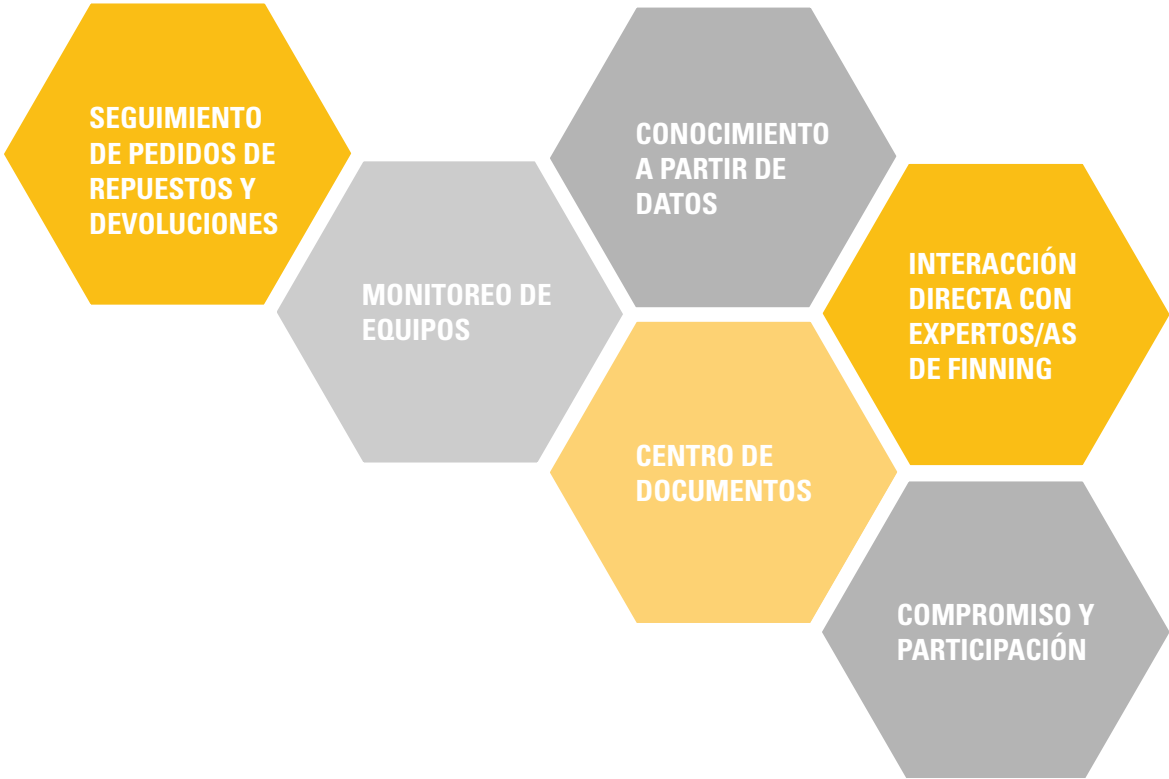 SEGUIMIENTO
DE PEDIDOS DE
REPUESTOS Y
DEVOLUCIONES
MONITOREO DE
EQUIPOS
CONOCIMIENTO
A PARTIR DE
DATOS
CENTRO DE
DOCUMENTOS
INTERACCIÓN
DIRECTA CON
EXPERTOS/AS
DE FINNING
COMPROMISO Y
PARTICIPACIÓN